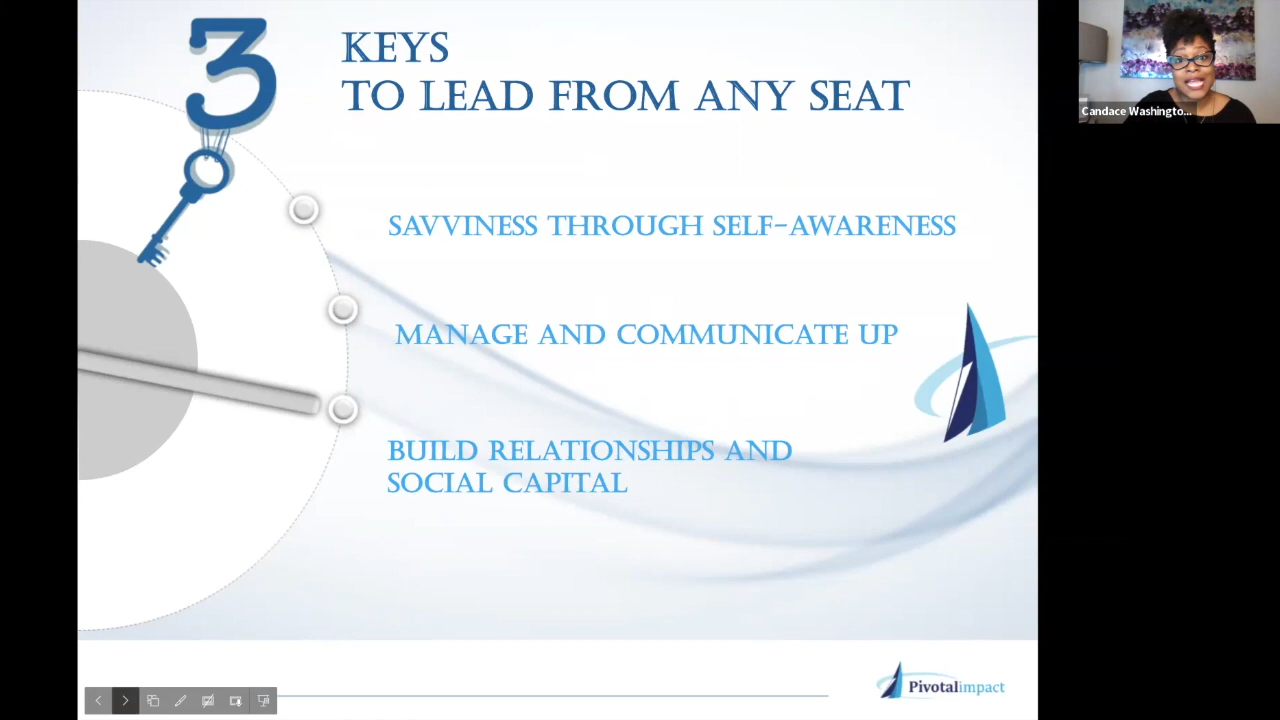 3
KEYS
TO LEAD FROM ANY SEAT
SAVVINESS THROUGH SELF-AWARENESS
MANAGE AND COMMUNICATE UP
BUILD RELATIONSHIPS AND
SOCIAL CAPITAL
Candace Washingto...
Pivotalimpact